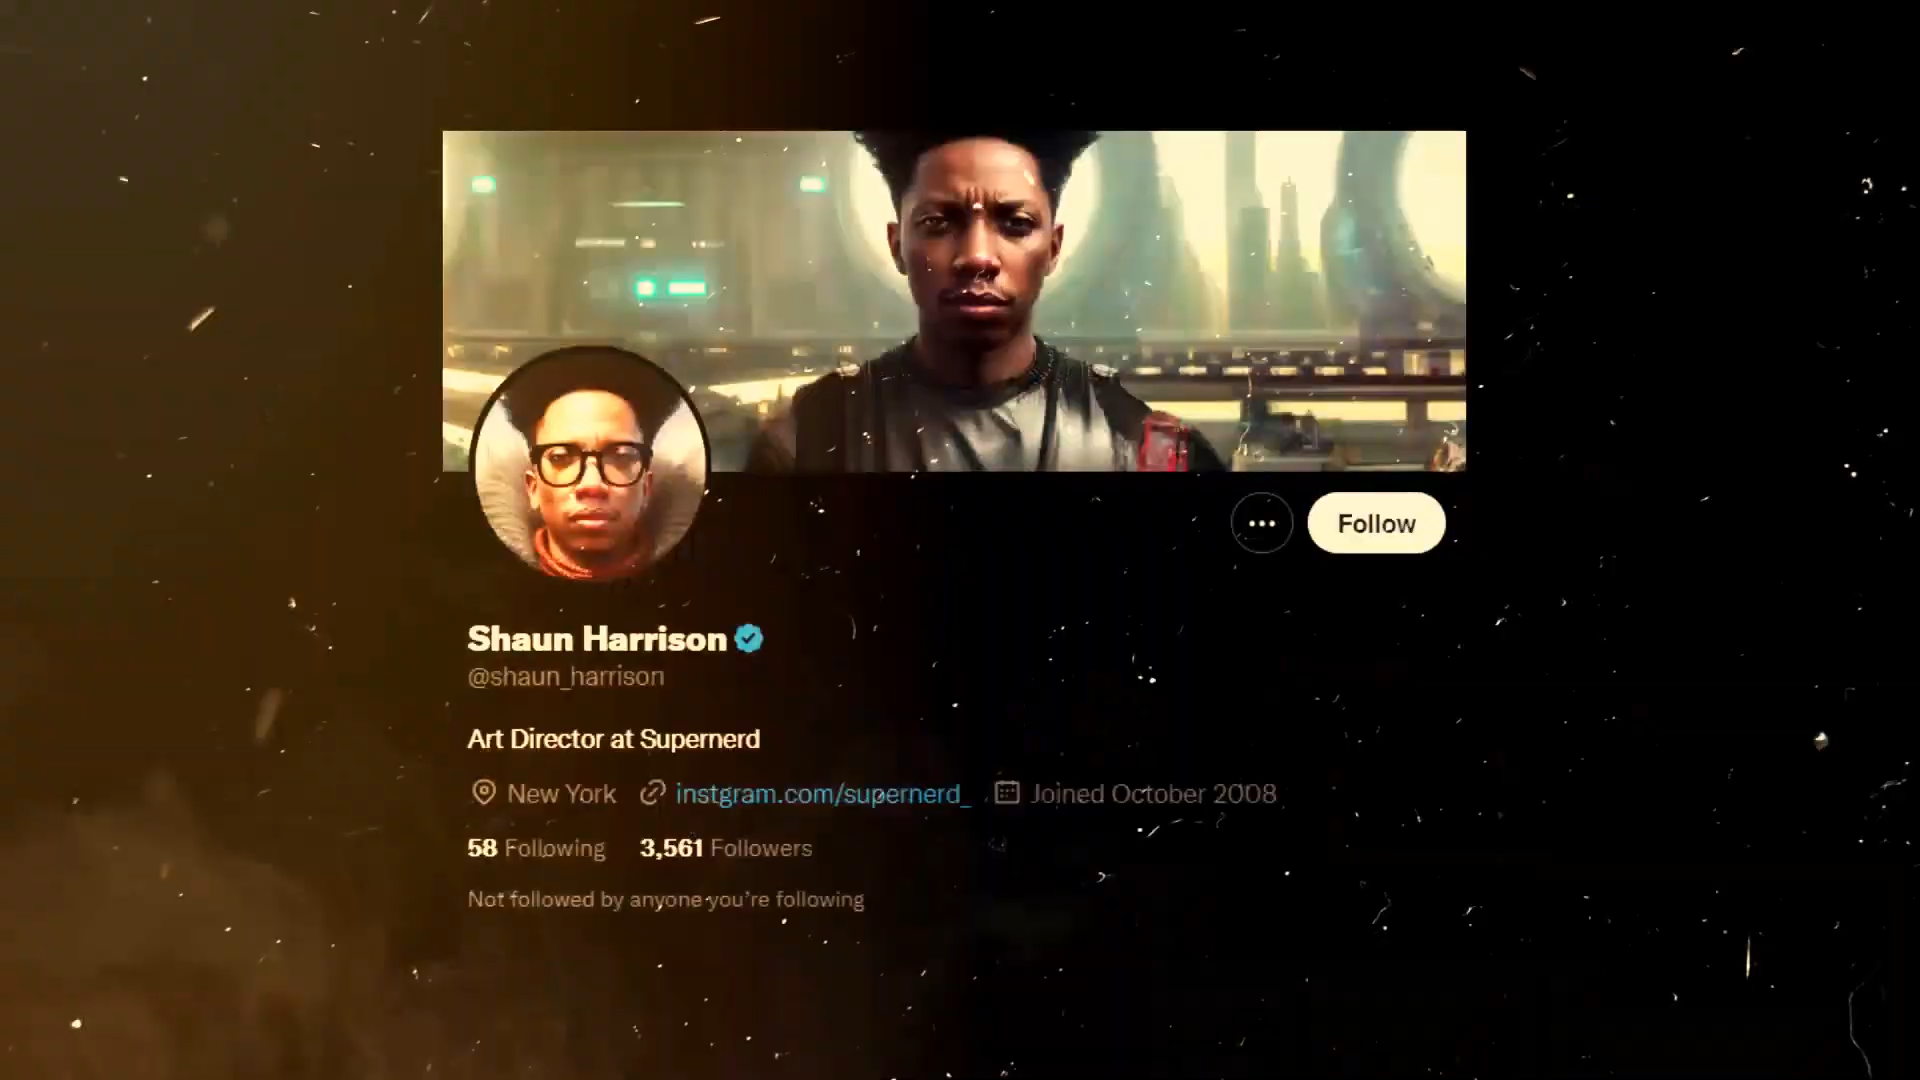 Follow
Shaun Harrison
@shaun_harrison
Art Director at Supernerd
New York instgram.com/supernerd_ Joined October 2008
58 Following 3,561 Followers
Not followed by anyone you're following